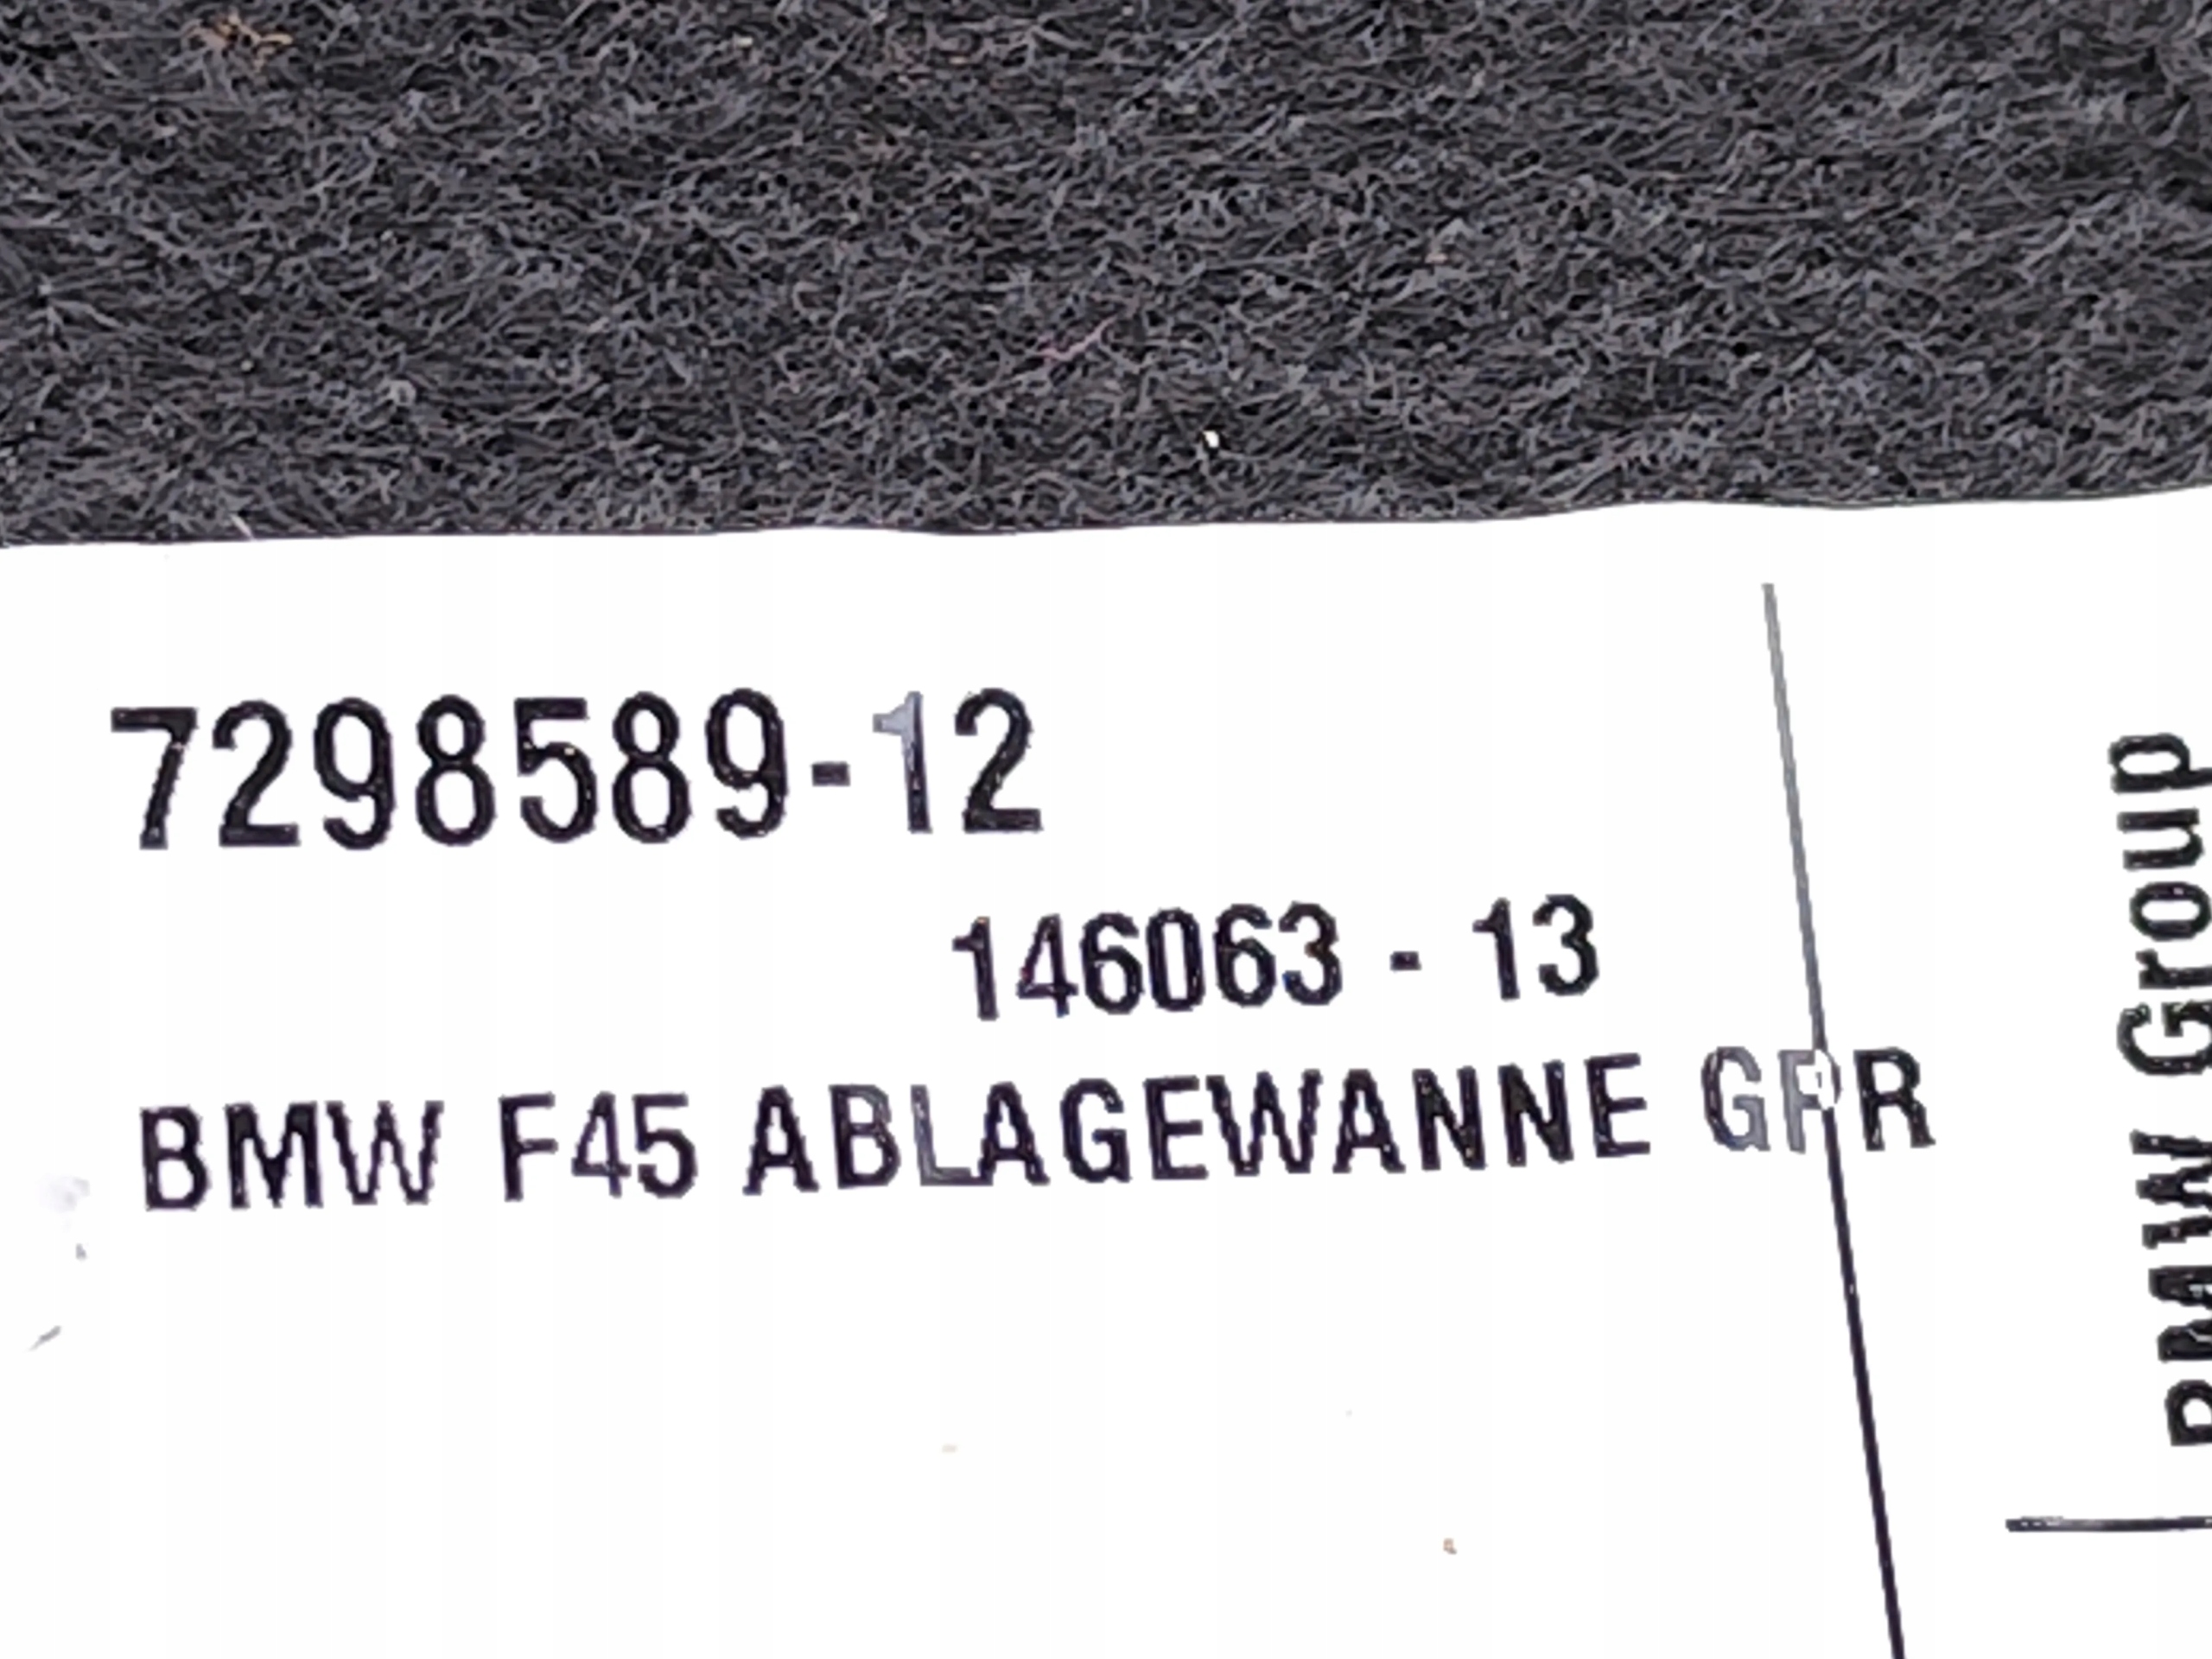 7298589-12
146063 - 13
BMW F45 ABLAGEWANNE GPR
BMW Group